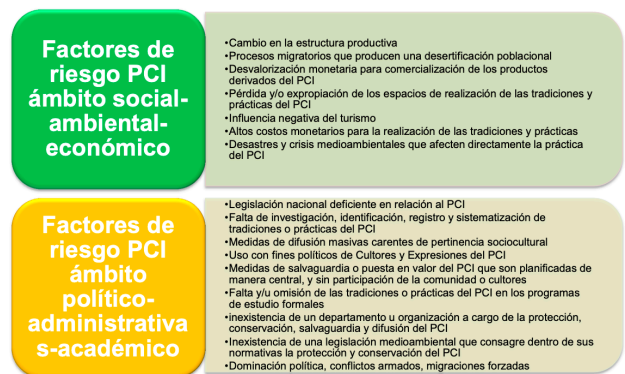 Factores de
riesgo PCI
ámbito social-
ambiental-
económico
•Cambio en la estructura productiva
•Procesos migratorios que producen una desertificación poblacional
•Desvalorización monetaria para comercialización de los productos
derivados del PCI
•Pérdida y/o expropiación de los espacios de realización de las tradiciones y
prácticas del PCI
•Influencia negativa del turismo
•Altos costos monetarios para la realización de las tradiciones y prácticas
•Desastres y crisis medioambientales que afecten directamente la práctica
del PCI
Factores de
riesgo PCI
ámbito
político-
administrativa
s-académico
•Legislación nacional deficiente en relación al PCI
•Falta de investigación, identificación, registro y sistematización de
tradiciones o prácticas del PCI
•Medidas de difusión masivas carentes de pertinencia sociocultural
•Uso con fines políticos de Cultores y Expresiones del PCI
•Medidas de salvaguardia o puesta en valor del PCI que son planificadas de
manera central, y sin participación de la comunidad o cultores
•Falta y/u omisión de las tradiciones o prácticas del PCI en los programas
de estudio formales
•inexistencia de un departamento u organización a cargo de la protección,
conservación, salvaguardia y difusión del PCI
•Inexistencia de una legislación medioambiental que consagre dentro de sus
normativas la protección y conservación del PCI
•Dominación política, conflictos armados, migraciones forzadas